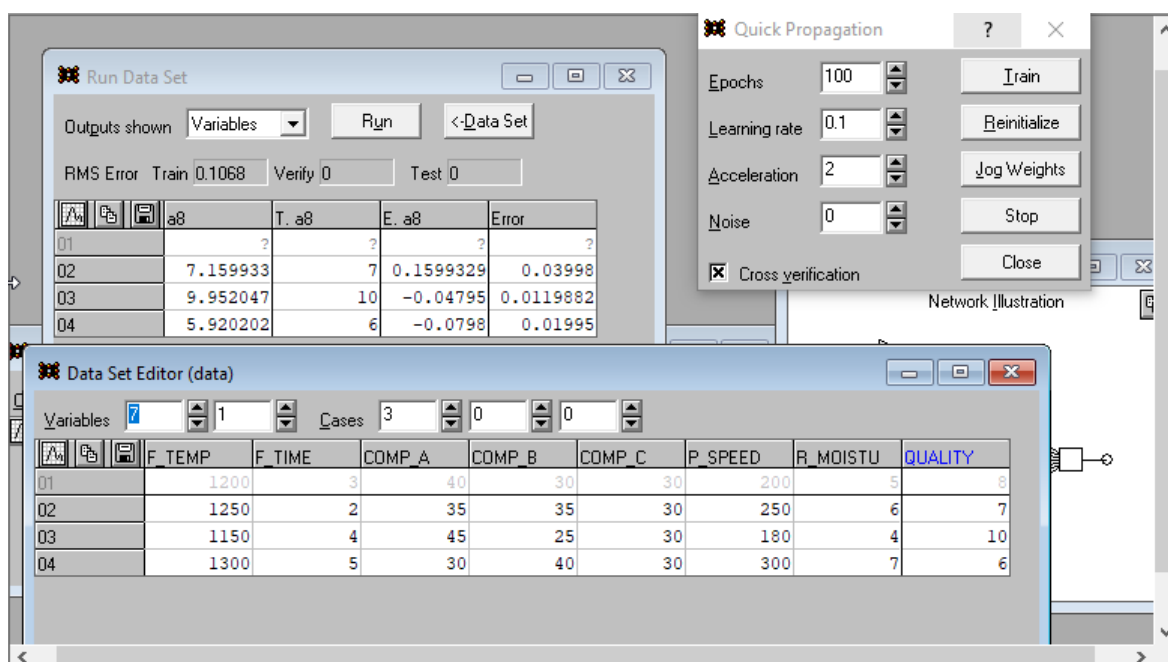 Quick Propagation ?
Epochs 100 Train
Learning rate 0.1 Reinitialize
Acceleration 2 Jog Weights
Noise 0 Stop
Cross verification Close
Run Data Set
Outputs shown Variables Run <-Data Set
RMS Error Train 0.1068 Verify 0 Test 0
a8 T. a8 E. a8 Error
01 ? ? ? ?
02 7.159933 7 0.1599329 0.03998
03 9.952047 10 -0.04795 0.0119882
04 5.920202 6 -0.0798 0.01995
Network Illustration
Data Set Editor (data)
Variables 7 1 Cases 3 0 0
F_TEMP F_TIME COMP_A COMP_B COMP_C P_SPEED R_MOISTU QUALITY
01 1200 3 40 30 30 200 5 8
02 1250 2 35 35 30 250 6 7
03 1150 4 45 25 30 180 4 10
04 1300 5 30 40 30 300 7 6